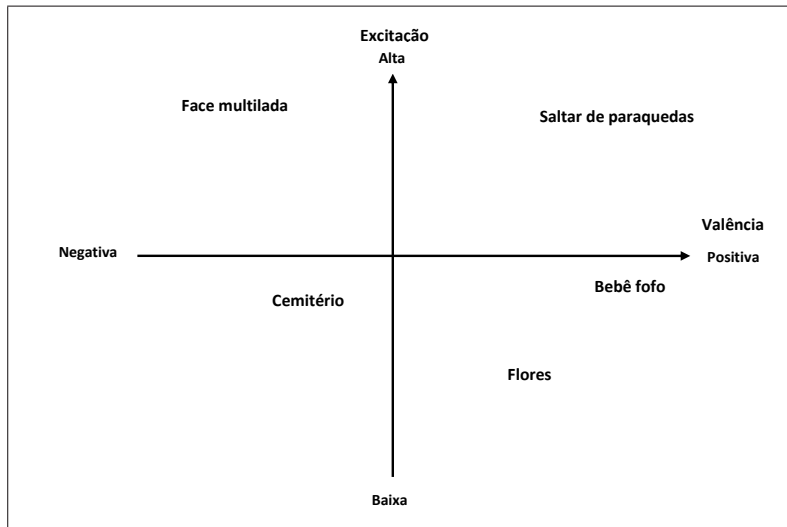 Excitação
Alta
Face multilada
Saltar de paraquedas
Valência
Negativa
Positiva
Cemitério
Bebê fofo
Flores
Baixa